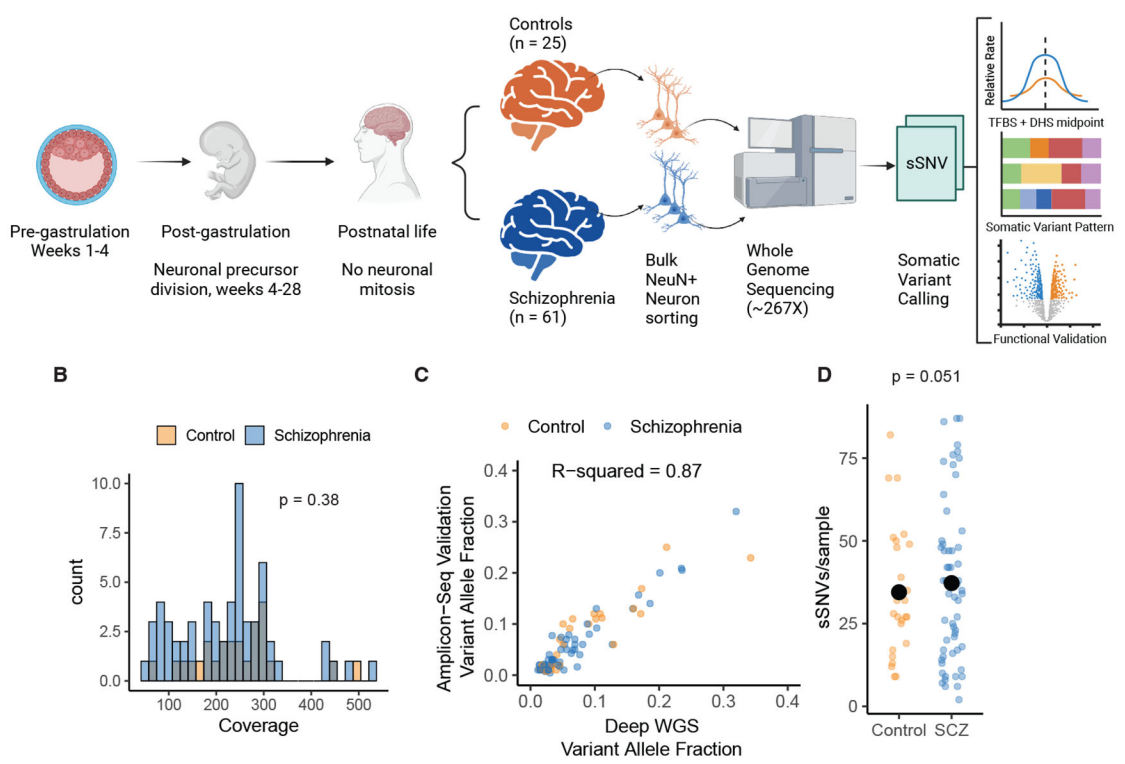 Controls
(n = 25)
Pre-gastrulation
Weeks 1-4
Post-gastrulation
Neuronal precursor
division, weeks 4-28
Postnatal life
No neuronal
mitosis
Schizophrenia
(n = 61)
Bulk
NeuN+
Neuron
sorting
Whole
Genome
Sequencing
(~267X)
sSNV
Somatic
Variant
Calling
Relative Rate
TFBS + DHS midpoint
Somatic Variant Pattern
Functional Validation
B
Control
Schizophrenia
p = 0.38
count
10.0
7.5
5.0
2.5
0.0
100 200 300 400 500
Coverage
C
Control
Schizophrenia
R−squared = 0.87
Amplicon−Seq Validation
Variant Allele Fraction
0.4
0.3
0.2
0.1
0.0
0.0 0.1 0.2 0.3 0.4
Deep WGS
Variant Allele Fraction
D
p = 0.051
sSNVs/sample
75
50
25
0
Control SCZ